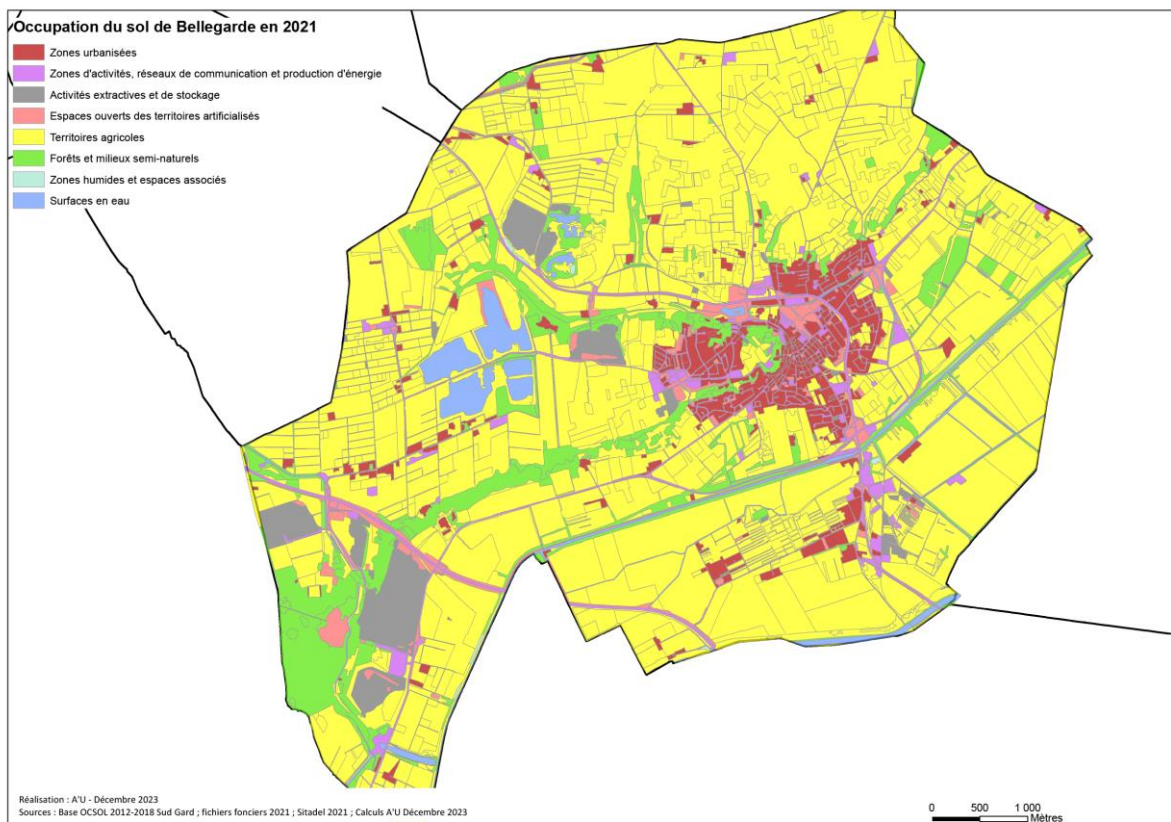 Occupation du sol de Bellegarde en 2021
Zones urbanisées
Zones d'activités, réseaux de communication et production d'énergie
Activités extractives et de stockage
Espaces ouverts des territoires artificialisés
Territoires agricoles
Forêts et milieux semi-naturels
Zones humides et espaces associés
Surfaces en eau
Réalisation : A'U - Décembre 2023
Sources : Base OCSOL 2012-2018 Sud Gard ; fichiers fonciers 2021 ; Sitadel 2021 ; Calculs A'U Décembre 2023
0 500 1 000
Mètres